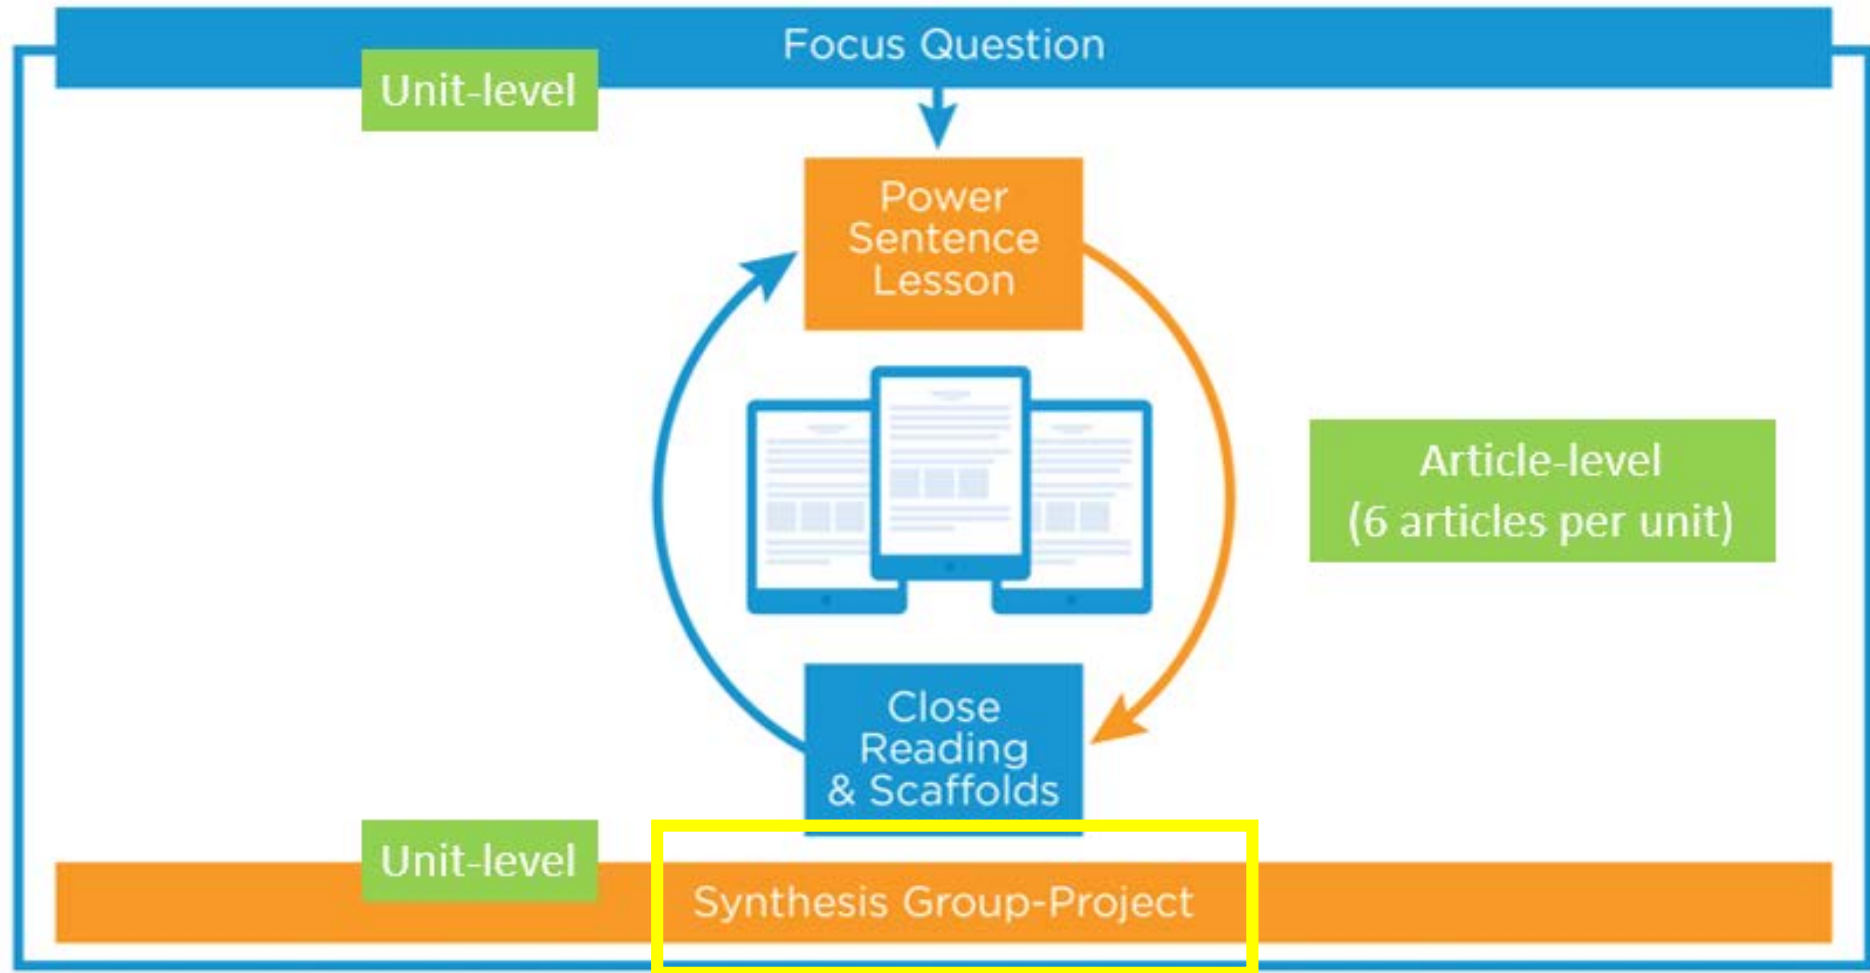 Focus Question
Unit-level
Power
Sentence
Lesson
Article-level
(6 articles per unit)
Close
Reading
& Scaffolds
Unit-level
Synthesis Group-Project